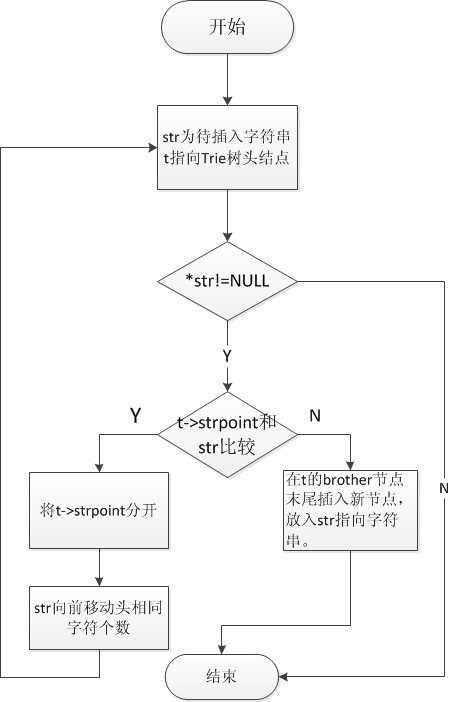 开始
str为待插入字符串
t指向Trie树头结点
*str!=NULL
Y
t->strpoint和
str比较
Y
N
将t->strpoint分开
在t的brother节点
末尾插入新节点，
放入str指向字符
串。
N
str向前移动头相同
字符个数
结束